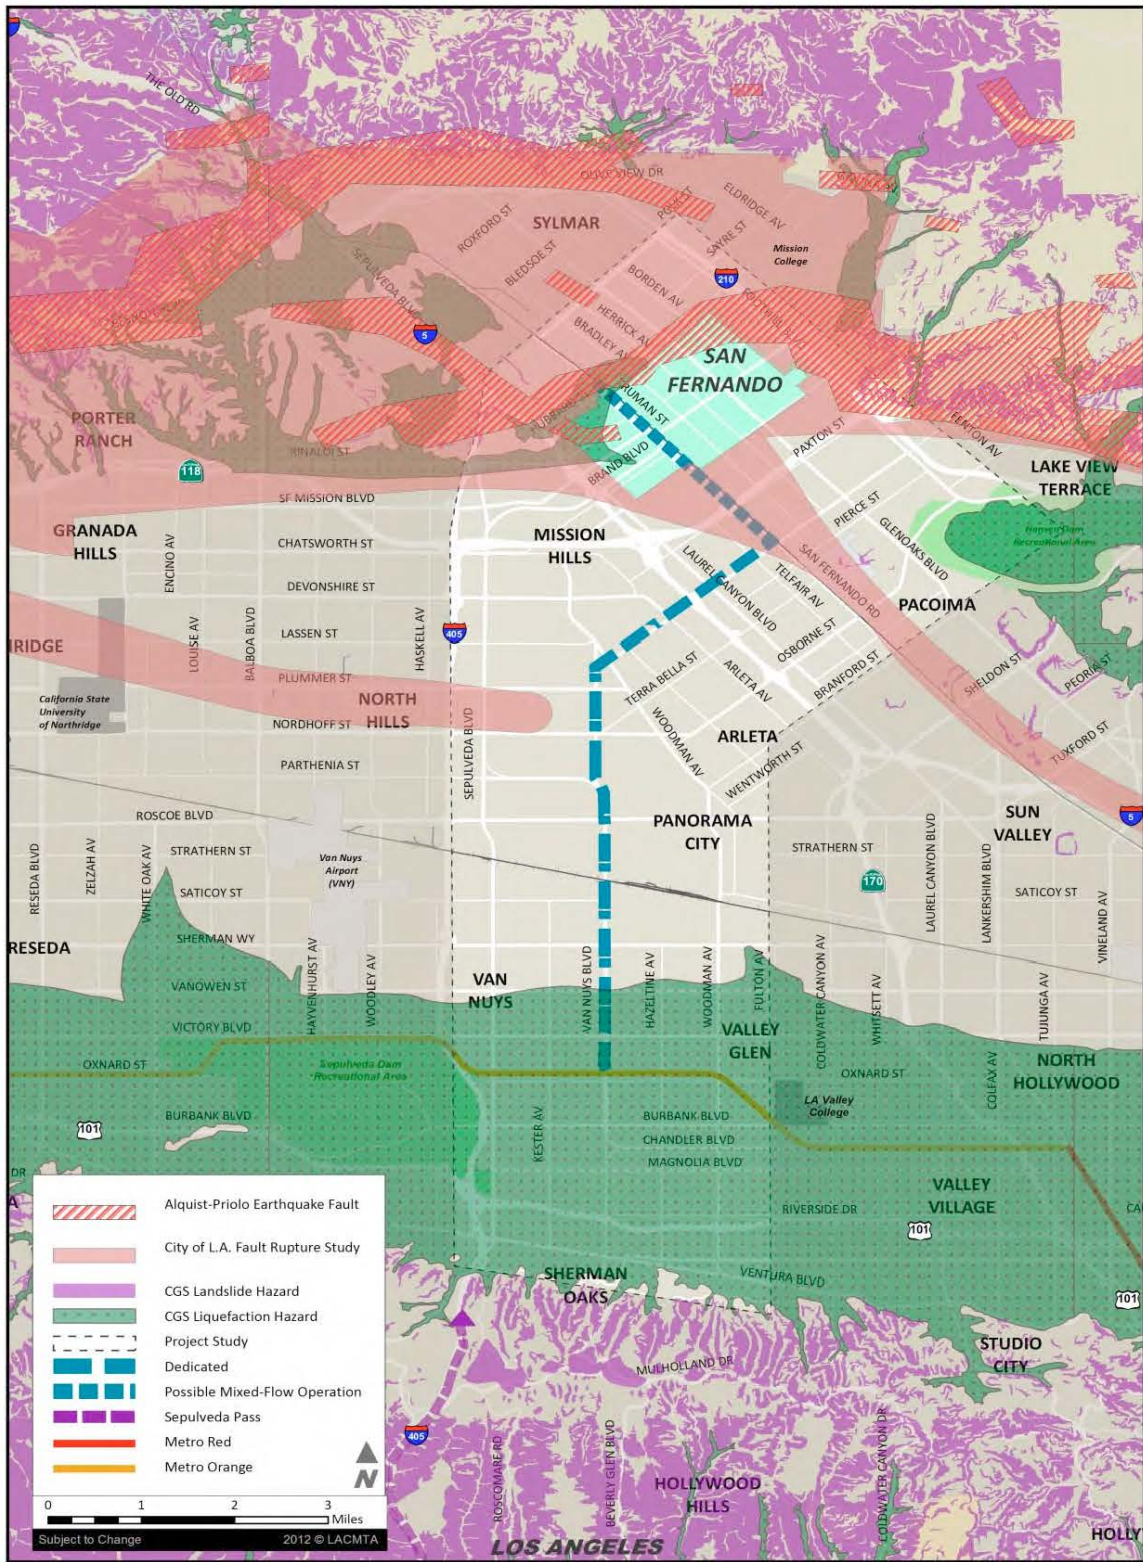 THE OLD RD
5
OLIVE VIEW DR
ROXFORD ST
SYLMAR
ELDRIDGE AV
SAYRE ST
Mission
College
BLEDSOE ST
SEPULVEDA BLVD
BORDEN AV
210
HERRICK AV
BRADLEY AV
5
SAN
FERNANDO
TRUMAN ST
PORTER
RANCH
RINALDI ST
BRAND BLVD
PAXTON ST
FENTON AV
118
SF MISSION BLVD
LAKE VIEW
TERRACE
GRANADA
HILLS
CHATSWORTH ST
MISSION
HILLS
PIERCE ST
GLENOAKS BLVD
Hansen Dam
Recreational Area
ENCINO AV
DEVONSHIRE ST
LAUREL CANYON BLVD
TELFAIR AV
SAN FERNANDO RD
PACOIMA
LOUISE AV
BALBOA BLVD
LASSEN ST
HASKELL AV
405
OSBORNE ST
RIDGE
PLUMMER ST
TERRA BELLA ST
ARLETA AV
BRANFORD ST
SHELDON ST
PEORIA ST
California State
University
of Northridge
NORTH
HILLS
NORDHOFF ST
SEPULVEDA BLVD
WOODMAN AV
ARLETA
WENTWORTH ST
TUXFORD ST
PARTHENIA ST
5
ROSCOE BLVD
PANORAMA
CITY
SUN
VALLEY
RESEDA BLVD
ZELZAH AV
WHITE OAK AV
STRATHERN ST
Van Nuys
Airport
(VNY)
STRATHERN ST
170
LAUREL CANYON BLVD
LANKERSHIM BLVD
SATICOY ST
SATICOY ST
VINELAND AV
RESEDA
SHERMAN WY
HAYVENHURST AV
WOODLEY AV
VAN
NUYS
VAN NUYS BLVD
HAZELTINE AV
WOODMAN AV
FULTON AV
COLDWATER CANYON AV
WHITSETT AV
TUJUNGA AV
VANOWEN ST
VICTORY BLVD
VALLEY
GLEN
OXNARD ST
Sepulveda Dam
Recreational Area
OXNARD ST
COLFAX AV
NORTH
HOLLYWOOD
LA Valley
College
BURBANK BLVD
101
KESTER AV
BURBANK BLVD
CHANDLER BLVD
MAGNOLIA BLVD
DR
VALLEY
VILLAGE
RIVERSIDE DR
101
CA
A
SHERMAN
OAKS
VENTURA BLVD
101
STUDIO
CITY
MULHOLLAND DR
405
ROSCOMARE RD
BEVERLY GLEN BLVD
COLDWATER CANYON DR
HOLLYWOOD
HILLS
HOLLY
LOS ANGELES
Alquist-Priolo Earthquake Fault
City of L.A. Fault Rupture Study
CGS Landslide Hazard
CGS Liquefaction Hazard
Project Study
Dedicated
Possible Mixed-Flow Operation
Sepulveda Pass
Metro Red
Metro Orange
N
0 1 2 3
Miles
Subject to Change 2012 © LACMTA